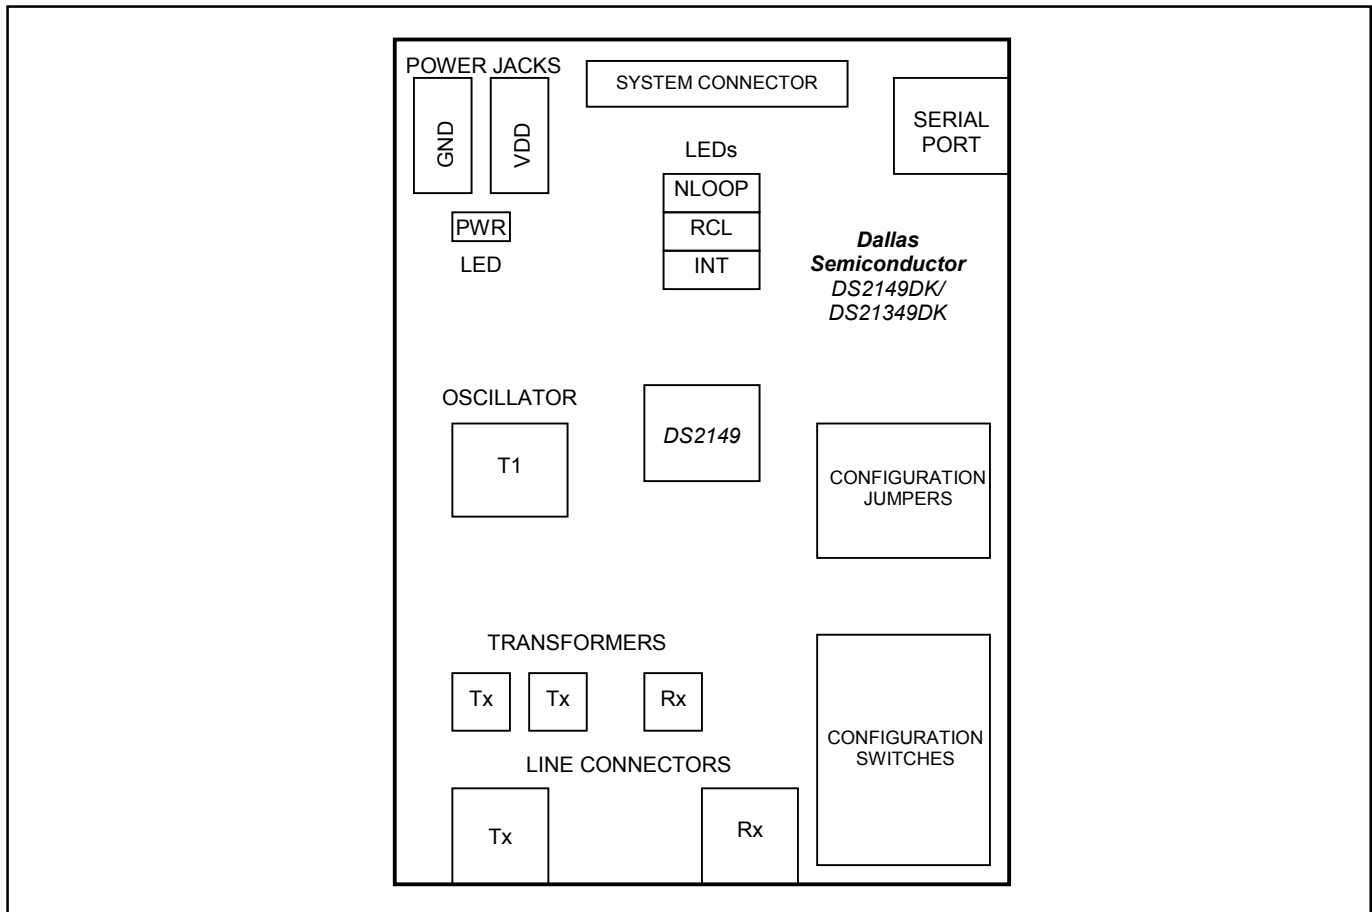 POWER JACKS
GND
VDD
PWR
LED
SYSTEM CONNECTOR
LEDs
NLOOP
RCL
INT
SERIAL
PORT
Dallas
Semiconductor
DS2149DK/
DS21349DK
OSCILLATOR
T1
DS2149
CONFIGURATION
JUMPERS
TRANSFORMERS
Tx
Tx
Rx
LINE CONNECTORS
Tx
Rx
CONFIGURATION
SWITCHES